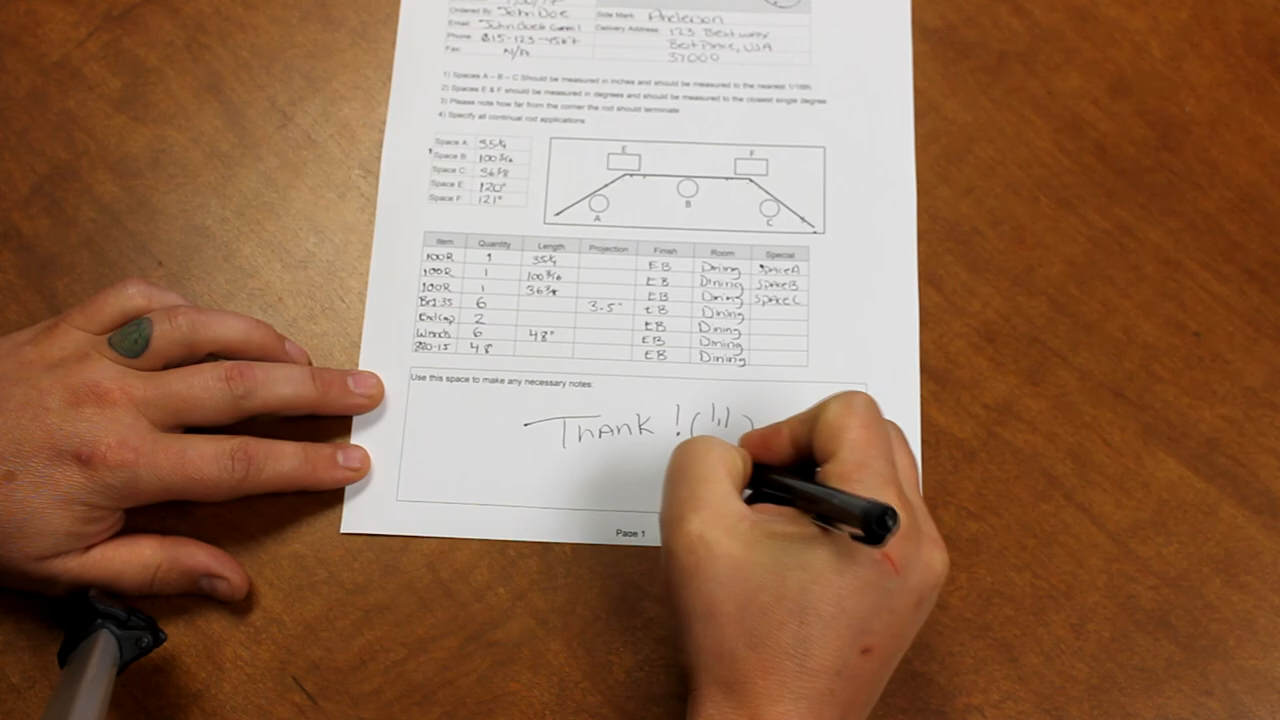 Ordered By: John Doe Side Mark: Anderson
Email: Delivery Address: 123 Bestway
Phone: 615-123-4567 Best Place, USA
Fax: N/A 37000
1) Spaces A - B - C Should be measured in inches and should be measured to the nearest 1/16th
2) Spaces E & F should be measured in degrees and should be measured to the closest single degree
3) Please note how far from the corner the rod should terminate
4) Specify all continual rod applications
Space A:
Space B:
Space C:
Space E: 120°
Space F: 121°
E F
A B C
Item Quantity Length Projection Finish Room Special
100R 1 EB Dining Space A
100R 1 EB Dining Space B
100R 1 EB Dining Space C
6 3.5" EB Dining
EndCap 2 EB Dining
Wands 6 48" EB Dining
48 EB Dining
Use this space to make any necessary notes:
Thank !
Page 1